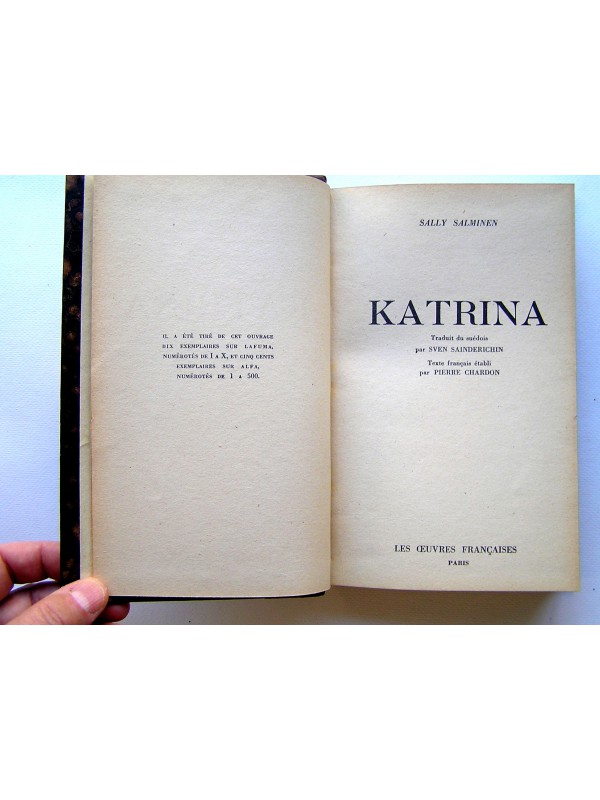 IL A ÉTÉ TIRÉ DE CET OUVRAGE
DIX EXEMPLAIRES SUR LAFUMA,
NUMÉROTÉS DE I A X, ET CINQ CENTS
EXEMPLAIRES SUR ALFA,
NUMÉROTÉS DE 1 A 500.
SALLY SALMINEN
KATRINA
Traduit du suédois
par SVEN SAINDERICHIN
Texte français établi
par PIERRE CHARDON
LES ŒUVRES FRANÇAISES
PARIS